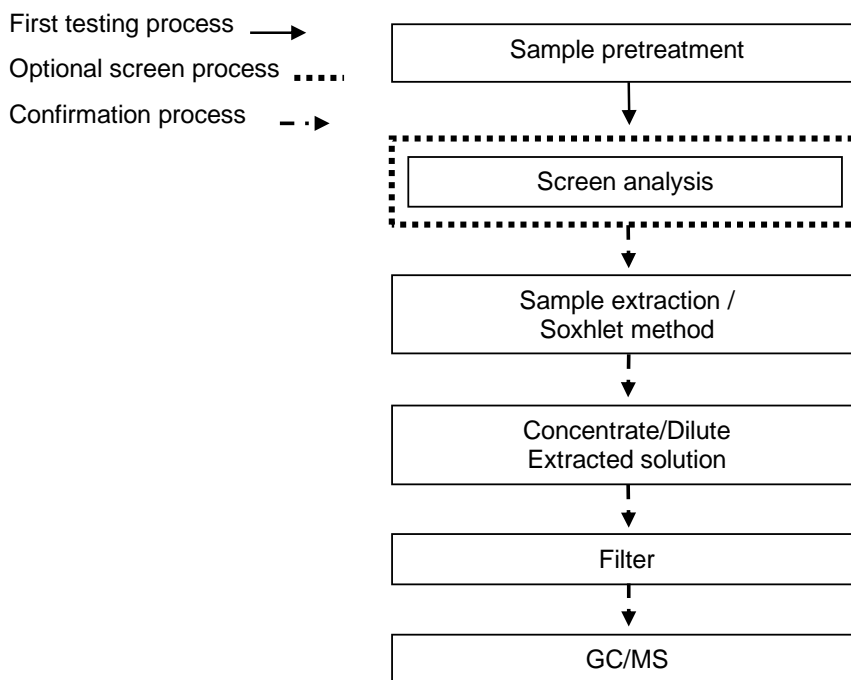 First testing process
Optional screen process
Confirmation process
Sample pretreatment
Screen analysis
Sample extraction /
Soxhlet method
Concentrate/Dilute
Extracted solution
Filter
GC/MS